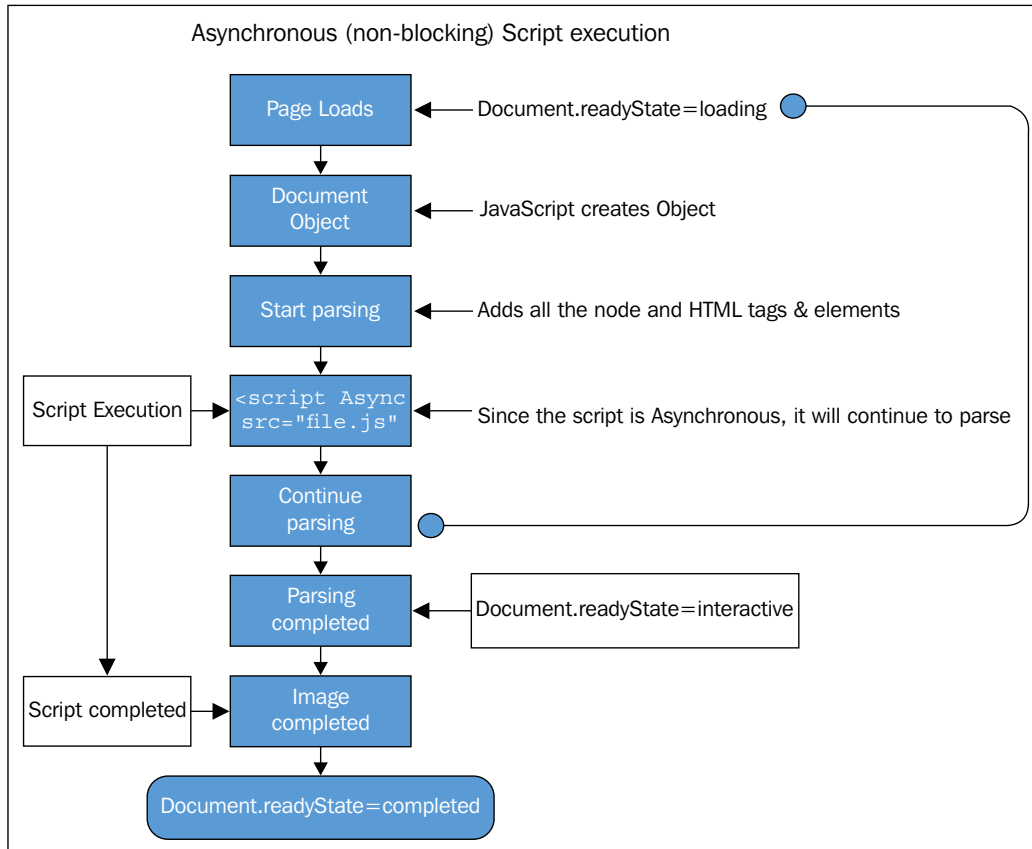 Asynchronous (non-blocking) Script execution
Page Loads
Document.readyState=loading
Document
Object
JavaScript creates Object
Start parsing
Adds all the node and HTML tags & elements
Script Execution
<script Async
src="file.js"
Since the script is Asynchronous, it will continue to parse
Continue
parsing
Parsing
completed
Document.readyState=interactive
Script completed
Image
completed
Document.readyState=completed